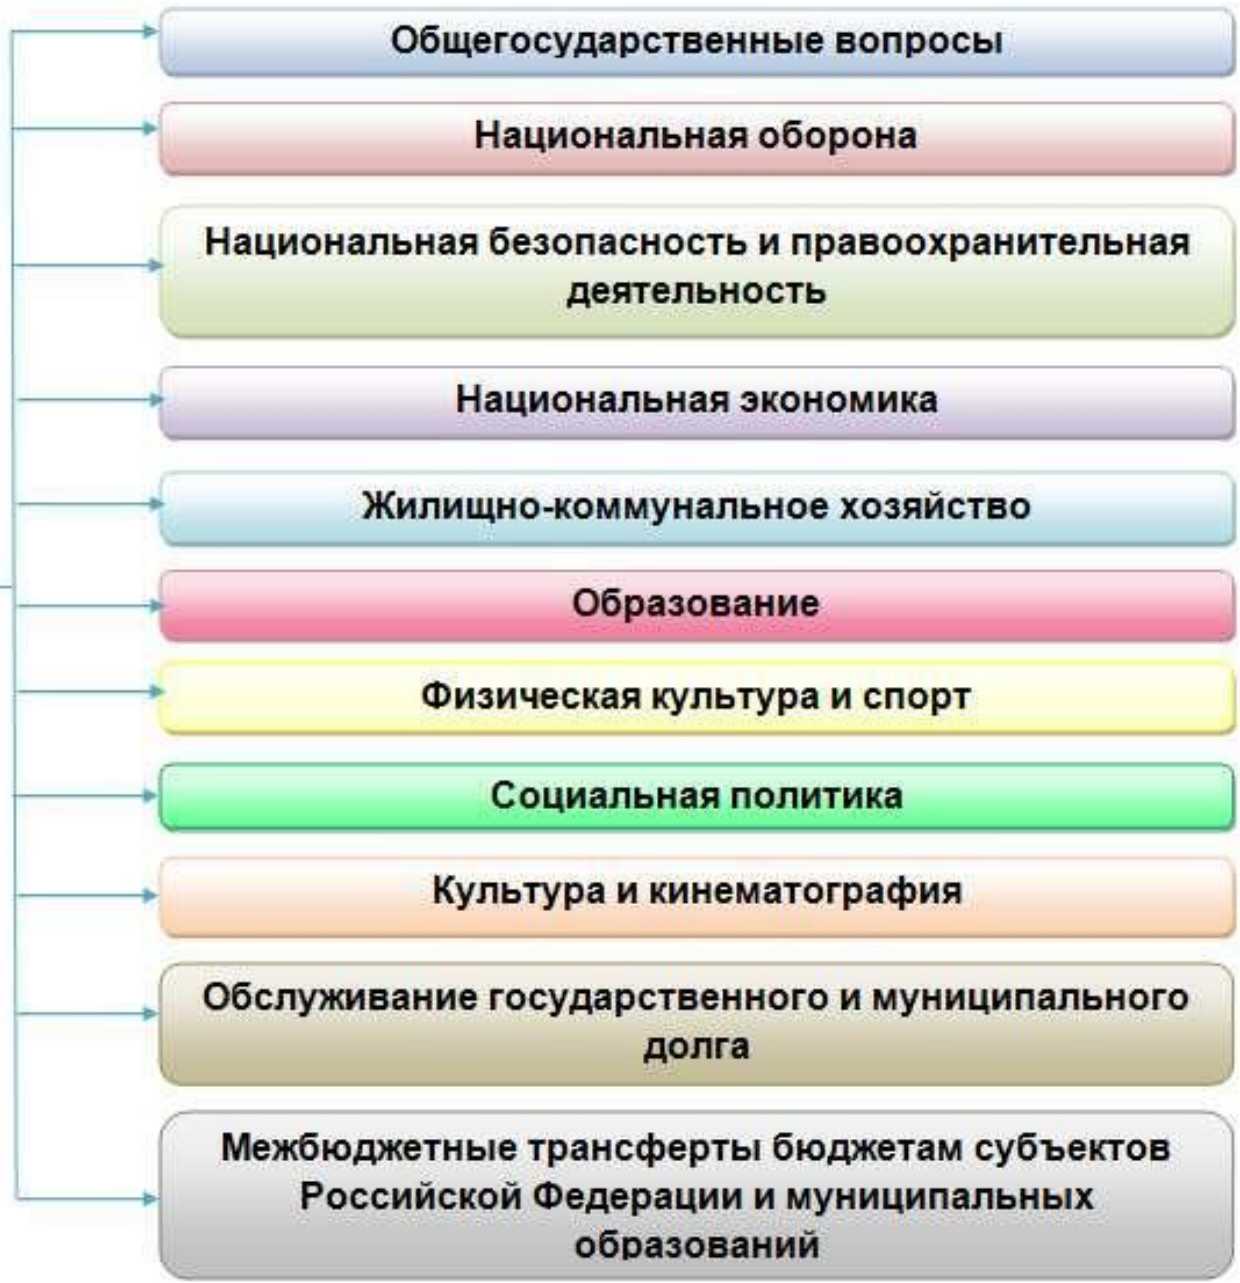 Общегосударственные вопросы
Национальная оборона
Национальная безопасность и правоохранительная
деятельность
Национальная экономика
Жилищно-коммунальное хозяйство
Образование
Физическая культура и спорт
Социальная политика
Культура и кинематография
Обслуживание государственного и муниципального
долга
Межбюджетные трансферты бюджетам субъектов
Российской Федерации и муниципальных
образований